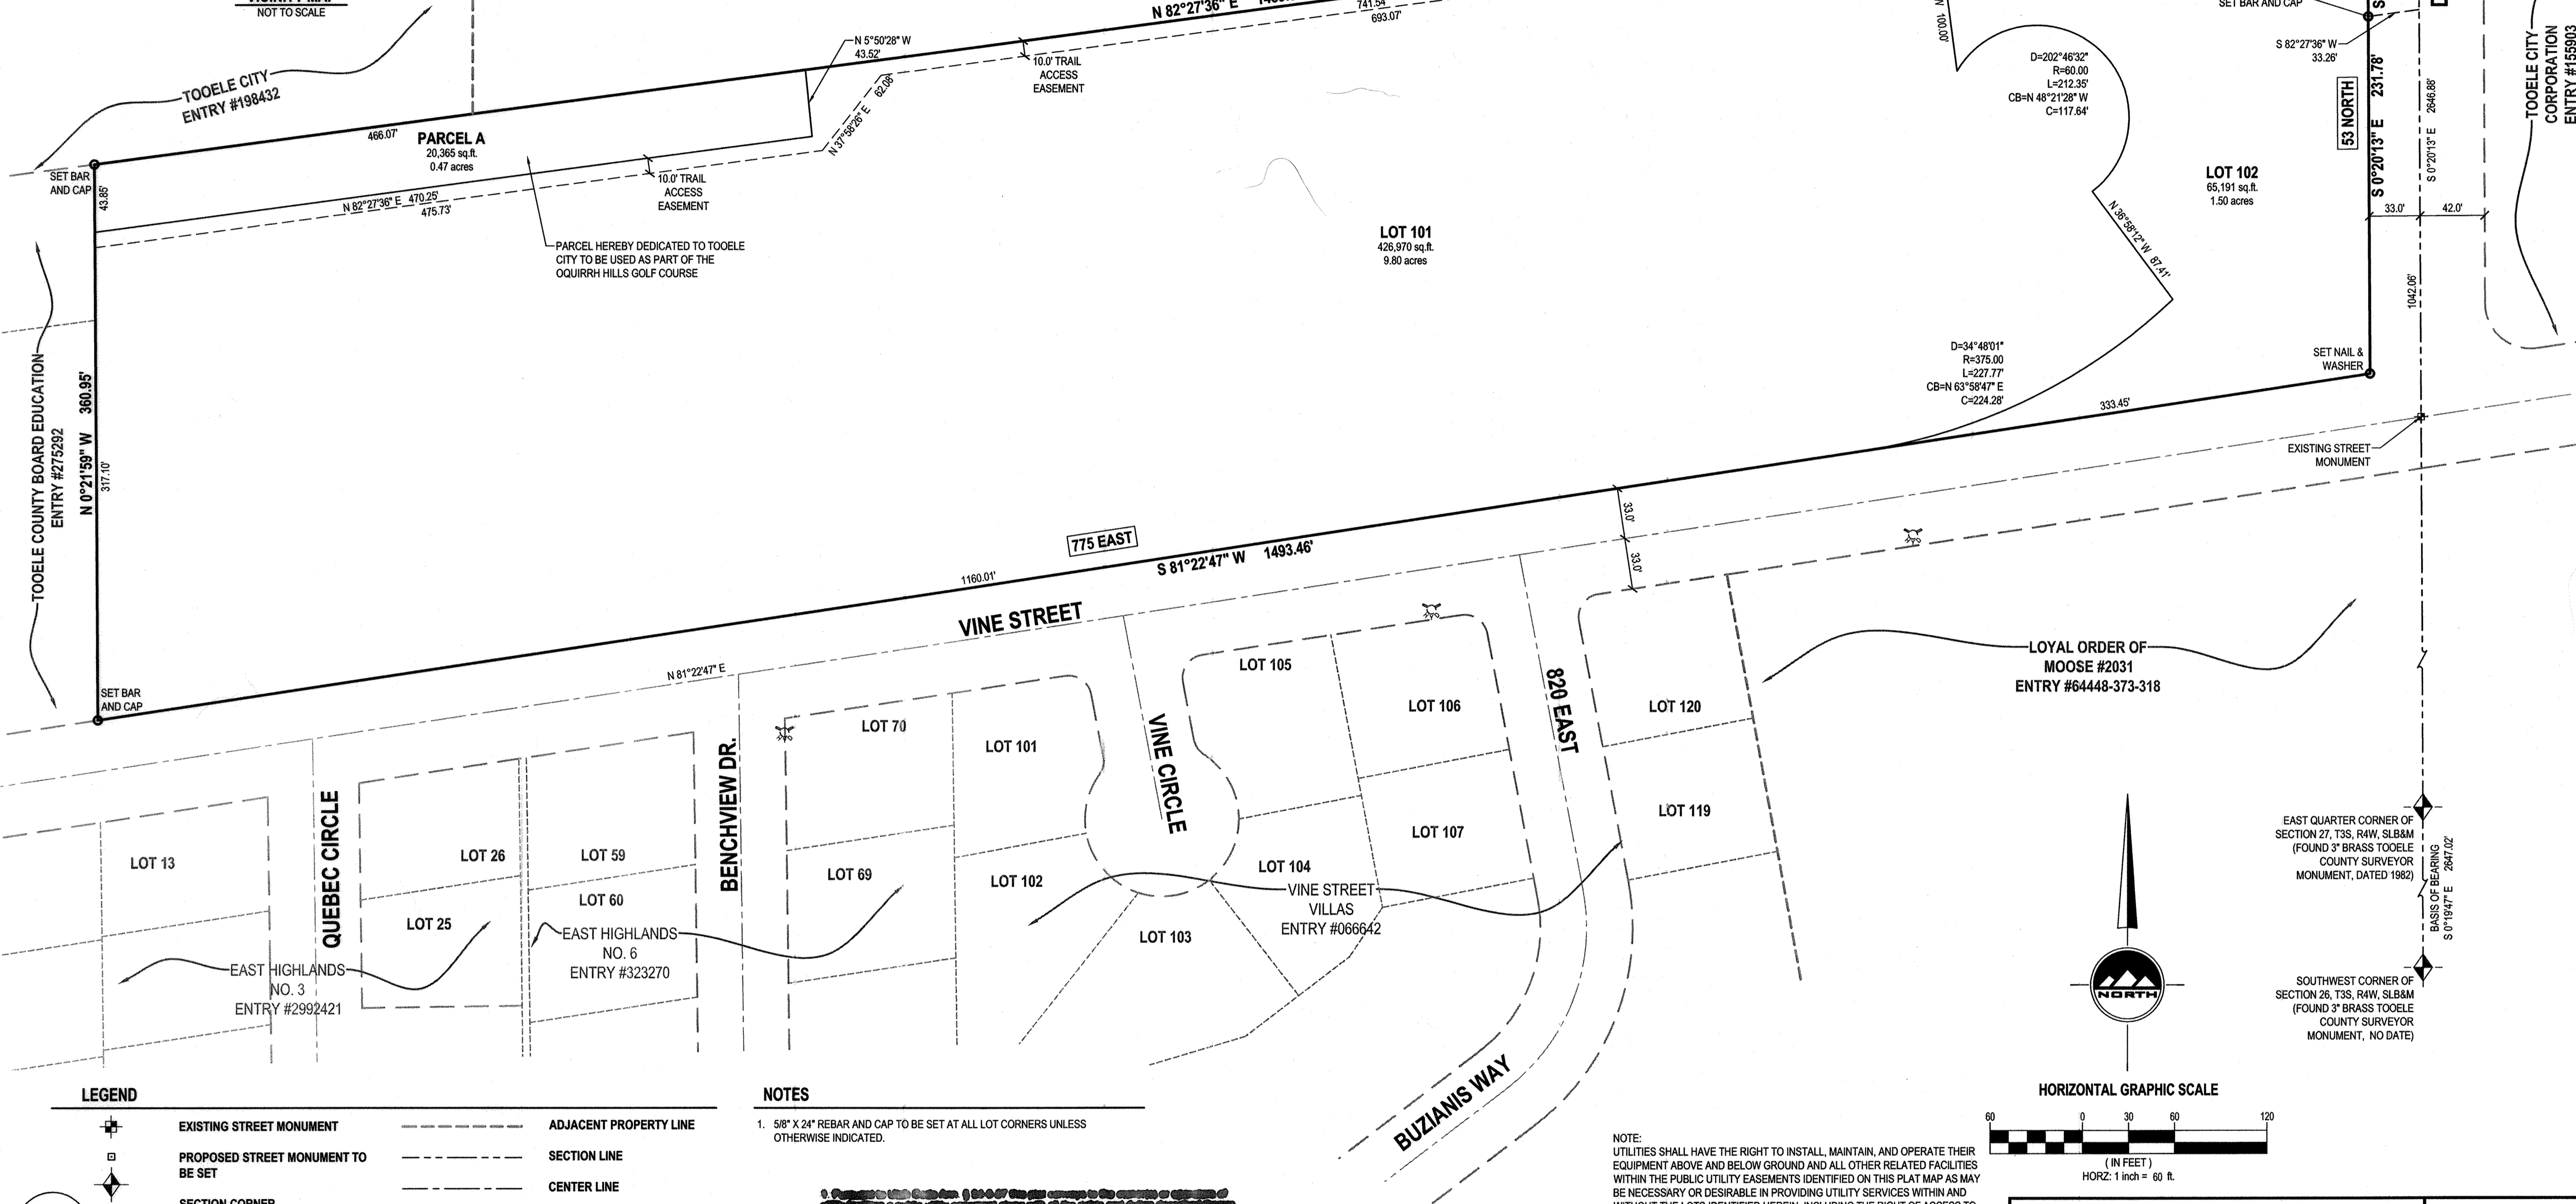 NOT TO SCALE
TOOELE CITY
ENTRY #198432
N 82°27'36" E
741.54'
693.07'
N 5°50'28" W
43.52'
10.0' TRAIL
ACCESS
EASEMENT
N 37°58'26" E 62.08'
466.07'
PARCEL A
20,365 sq.ft.
0.47 acres
SET BAR
AND CAP
43.85'
N 82°27'36" E 470.25'
475.73'
10.0' TRAIL
ACCESS
EASEMENT
PARCEL HEREBY DEDICATED TO TOOELE
CITY TO BE USED AS PART OF THE
OQUIRRH HILLS GOLF COURSE
LOT 101
426,970 sq.ft.
9.80 acres
N
100.00'
D=202°46'32"
R=60.00
L=212.35'
CB=N 48°21'28" W
C=117.64'
LOT 102
65,191 sq.ft.
1.50 acres
N 36°58'12" W 87.41'
SET BAR AND CAP
S 82°27'36" W
33.26'
53 NORTH
S 0°20'13" E 231.78'
S 0°20'13" E 2646.88'
33.0'
42.0'
1042.06'
TOOELE CITY
CORPORATION
ENTRY #155903
D=34°48'01"
R=375.00
L=227.77'
CB=N 63°58'47" E
C=224.28'
SET NAIL &
WASHER
333.45'
EXISTING STREET
MONUMENT
TOOELE COUNTY BOARD EDUCATION
ENTRY #275292
N 0°21'59" W 360.95'
317.10'
SET BAR
AND CAP
775 EAST
S 81°22'47" W 1493.46'
1160.01'
33.0'
33.0'
VINE STREET
N 81°22'47" E
LOT 13
QUEBEC CIRCLE
LOT 26
LOT 59
LOT 25
LOT 60
BENCHVIEW DR.
LOT 70
LOT 69
LOT 101
LOT 102
VINE CIRCLE
LOT 105
LOT 106
LOT 107
LOT 104
LOT 103
820 EAST
LOT 120
LOT 119
EAST HIGHLANDS
NO. 3
ENTRY #2992421
EAST HIGHLANDS
NO. 6
ENTRY #323270
VINE STREET
VILLAS
ENTRY #066642
BUZIANIS WAY
LOYAL ORDER OF
MOOSE #2031
ENTRY #64448-373-318
EAST QUARTER CORNER OF
SECTION 27, T3S, R4W, SLB&M
(FOUND 3" BRASS TOOELE
COUNTY SURVEYOR
MONUMENT, DATED 1982)
BASIS OF BEARING
S 0°19'47" E 2647.02'
SOUTHWEST CORNER OF
SECTION 26, T3S, R4W, SLB&M
(FOUND 3" BRASS TOOELE
COUNTY SURVEYOR
MONUMENT, NO DATE)
NORTH
HORIZONTAL GRAPHIC SCALE
60 0 30 60 120
( IN FEET )
HORZ: 1 inch = 60 ft.
LEGEND
EXISTING STREET MONUMENT
PROPOSED STREET MONUMENT TO
BE SET
SECTION CORNER
ADJACENT PROPERTY LINE
SECTION LINE
CENTER LINE
NOTES
1. 5/8" X 24" REBAR AND CAP TO BE SET AT ALL LOT CORNERS UNLESS
OTHERWISE INDICATED.
NOTE:
UTILITIES SHALL HAVE THE RIGHT TO INSTALL, MAINTAIN, AND OPERATE THEIR
EQUIPMENT ABOVE AND BELOW GROUND AND ALL OTHER RELATED FACILITIES
WITHIN THE PUBLIC UTILITY EASEMENTS IDENTIFIED ON THIS PLAT MAP AS MAY
BE NECESSARY OR DESIRABLE IN PROVIDING UTILITY SERVICES WITHIN AND
WITHOUT THE LOTS IDENTIFIED HEREIN, INCLUDING THE RIGHT OF ACCESS TO